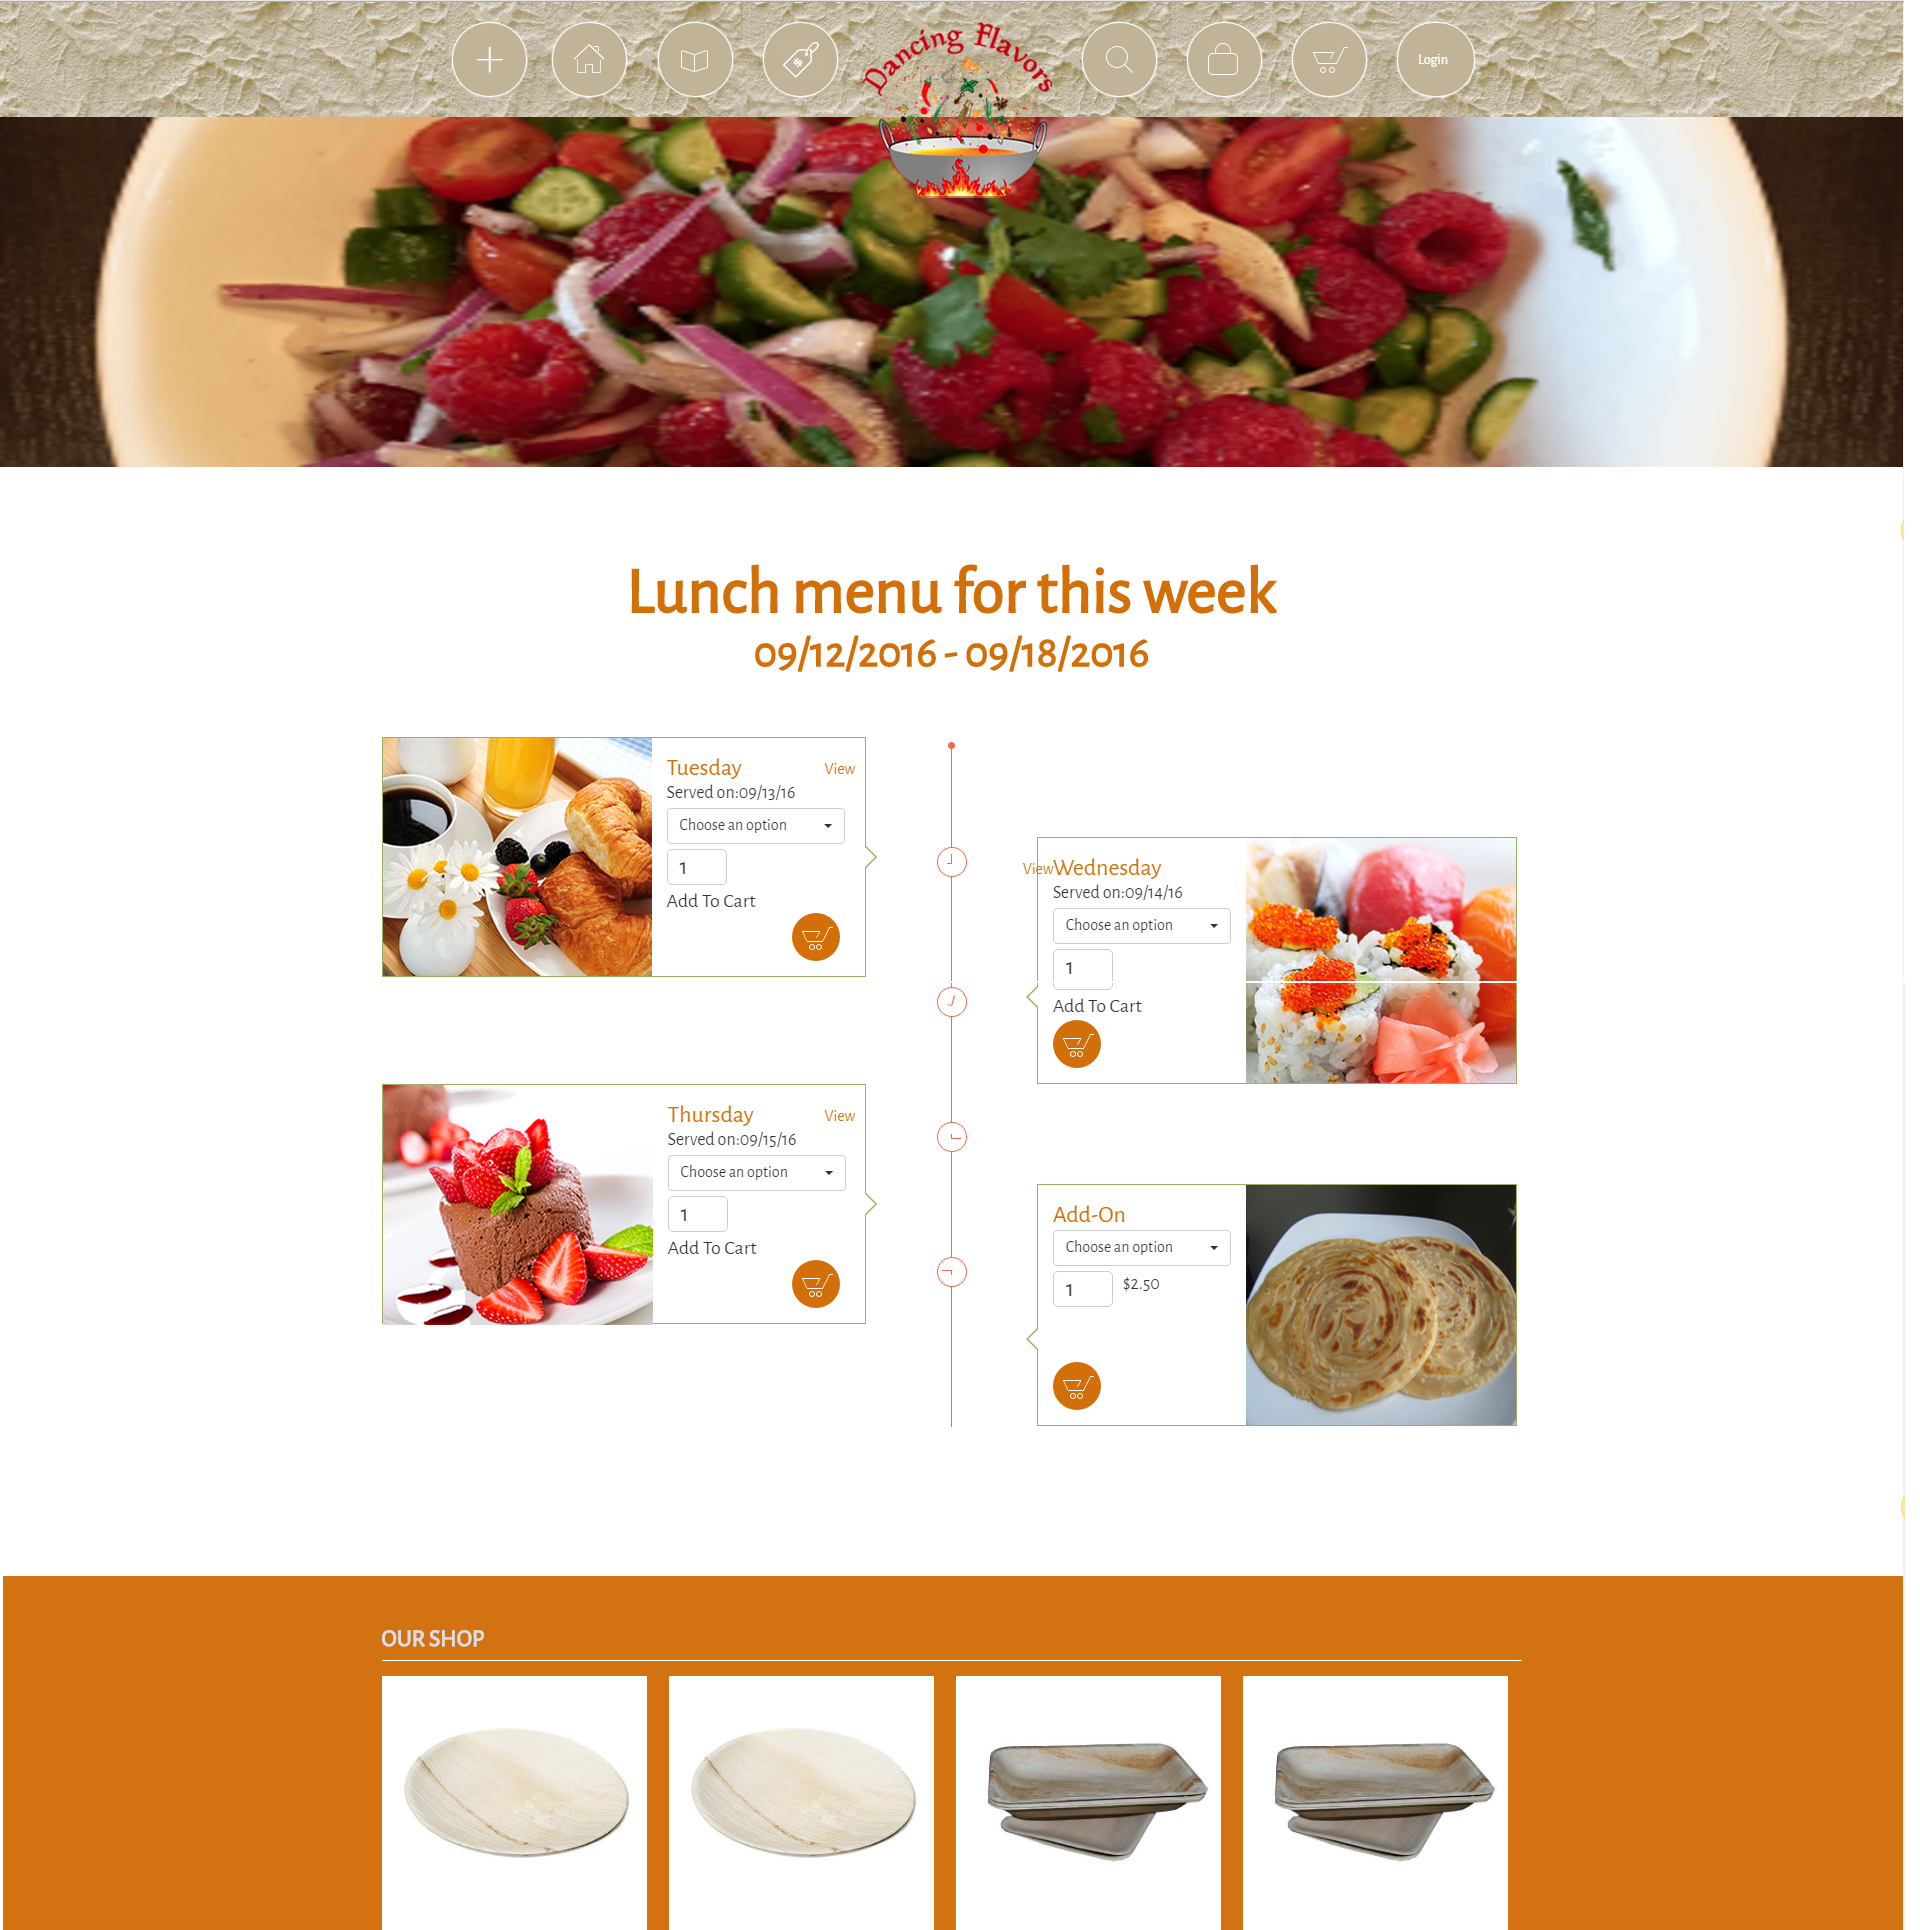 Dancing Flavors
Login
Lunch menu for this week
09/12/2016 - 09/18/2016
Tuesday
View
Served on:09/13/16
Choose an option
1
Add To Cart
View
Wednesday
Served on:09/14/16
Choose an option
1
Add To Cart
Thursday
View
Served on:09/15/16
Choose an option
1
Add To Cart
Add-On
Choose an option
1
$2.50
OUR SHOP